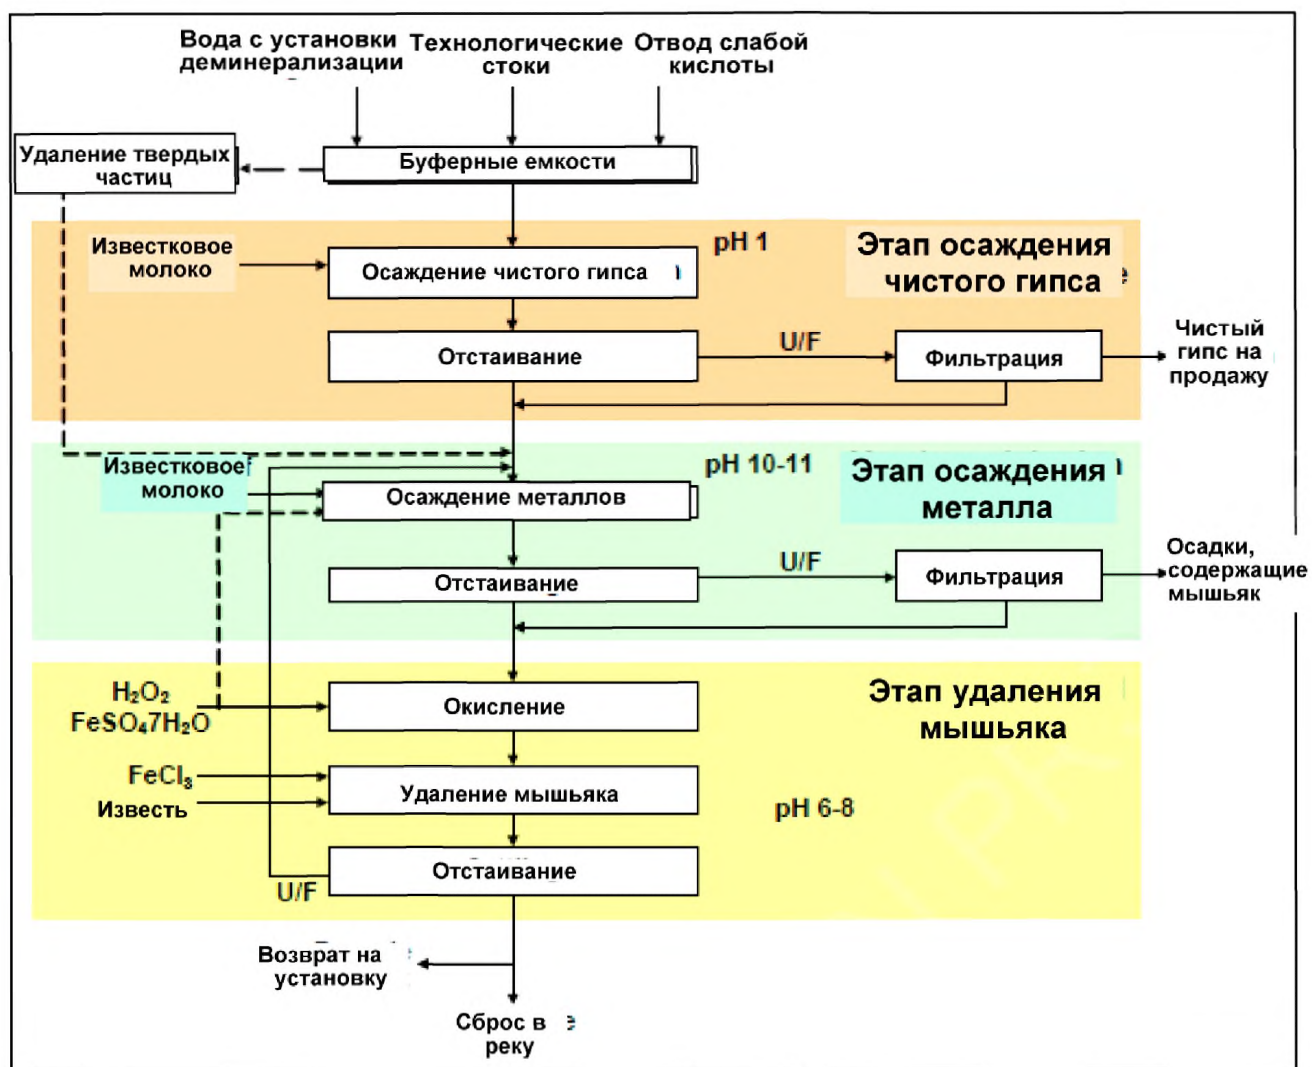 Вода с установки
деминерализации
Технологические
стоки
Отвод слабой
кислоты
Удаление твердых
частиц
Буферные емкости
Известковое
молоко
pH 1
Этап осаждения
чистого гипса
Осаждение чистого гипса
Отстаивание
U/F
Фильтрация
Чистый
гипс на
продажу
Известковое
молоко
pH 10-11
Этап осаждения
металла
Осаждение металлов
Отстаивание
U/F
Фильтрация
Осадки,
содержащие
мышьяк
H₂O₂
FeSO₄7H₂O
Окисление
Этап удаления
мышьяка
FeCl₃
Известь
Удаление мышьяка
pH 6-8
Отстаивание
U/F
Возврат на
установку
Сброс в
реку